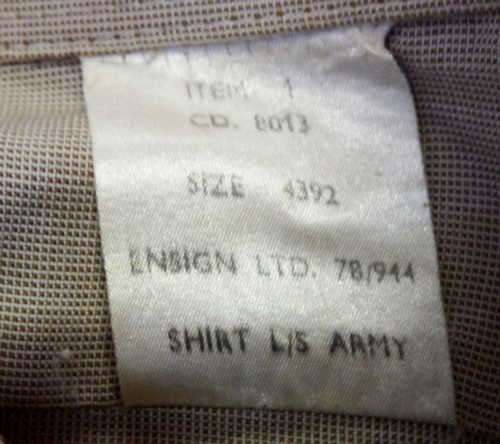 ITEM 1
CD. 8013
SIZE 4392
ENSIGN LTD. 78/944
SHIRT L/S ARMY